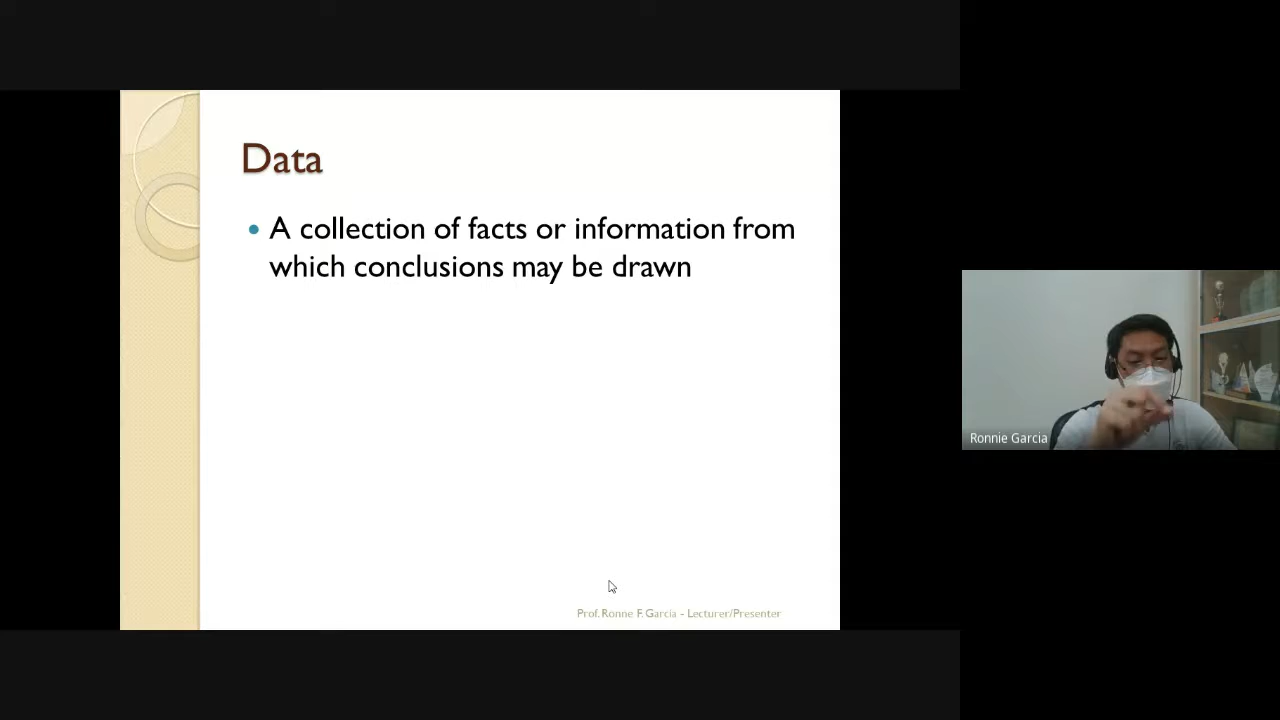 Data
A collection of facts or information from
which conclusions may be drawn
Ronnie Garcia
Prof. Ronne F. Garcia - Lecturer/Presenter